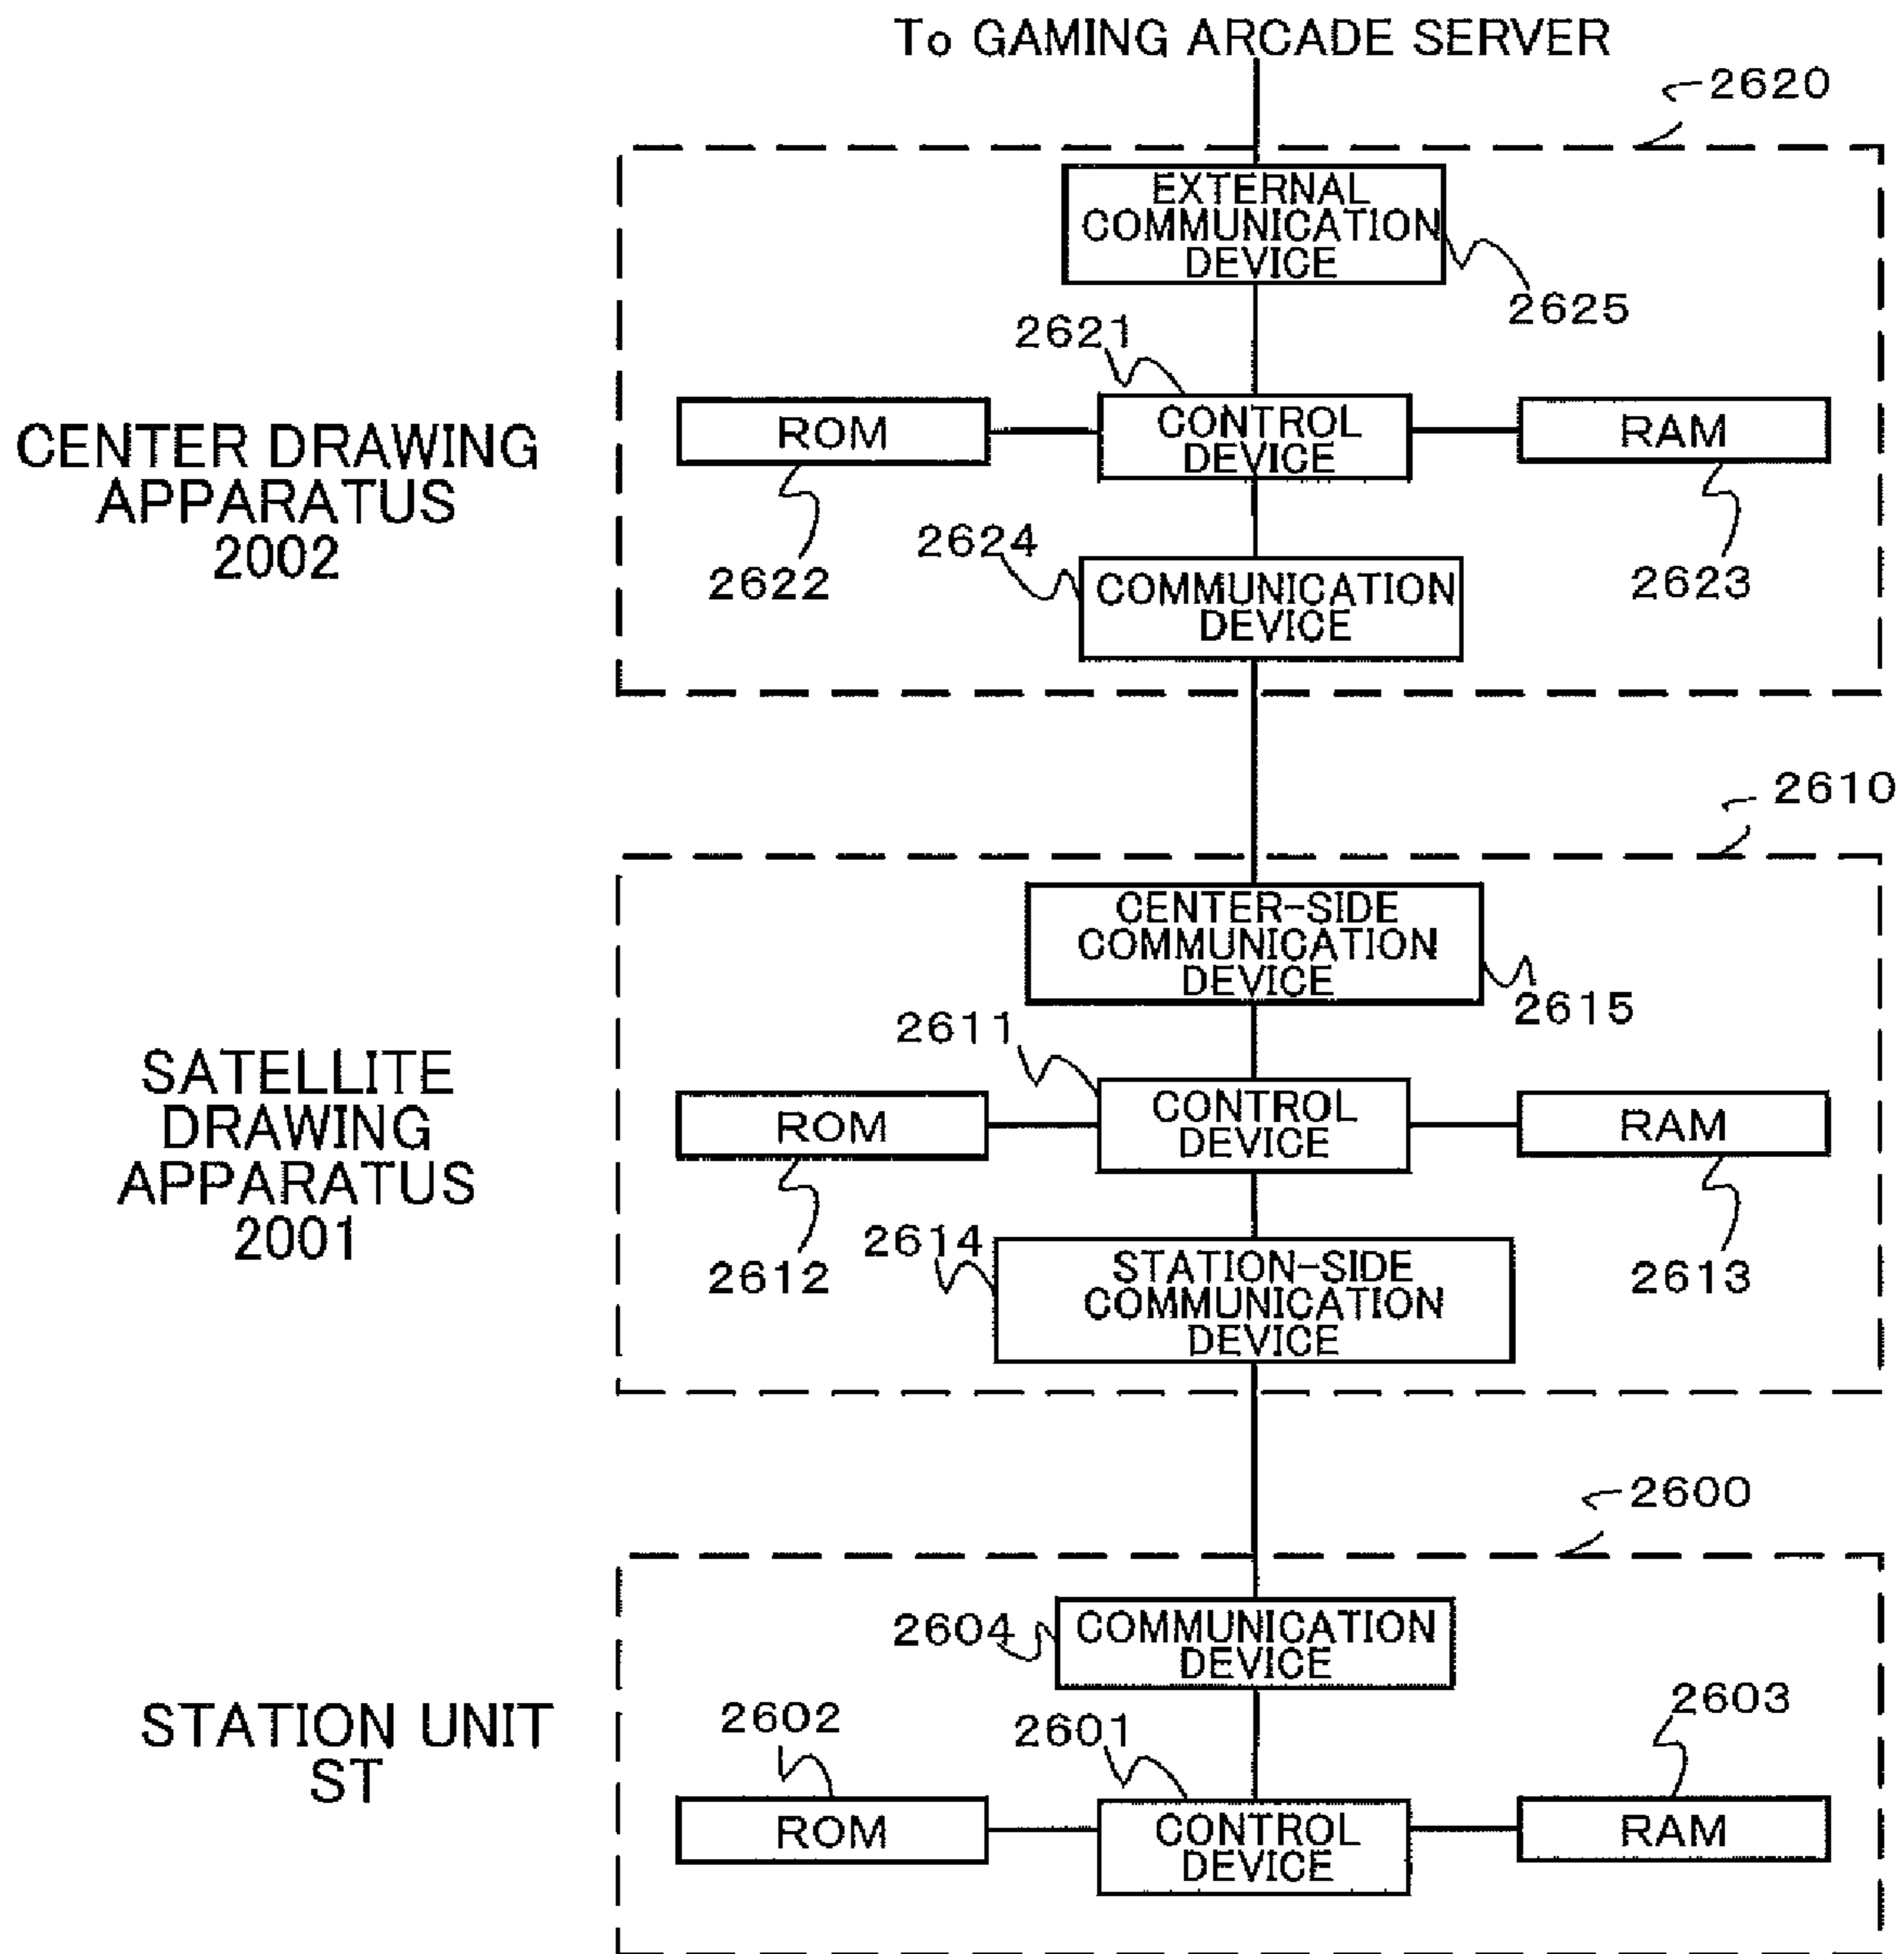 To GAMING ARCADE SERVER
2620
EXTERNAL
COMMUNICATION
DEVICE
2625
2621
ROM
CONTROL
DEVICE
RAM
CENTER DRAWING
APPARATUS
2002
2622
2624
COMMUNICATION
DEVICE
2623
2610
CENTER-SIDE
COMMUNICATION
DEVICE
2615
2611
SATELLITE
DRAWING
APPARATUS
2001
ROM
CONTROL
DEVICE
RAM
2612
2614
STATION-SIDE
COMMUNICATION
DEVICE
2613
2600
2604
COMMUNICATION
DEVICE
STATION UNIT
ST
2602
2601
2603
ROM
CONTROL
DEVICE
RAM